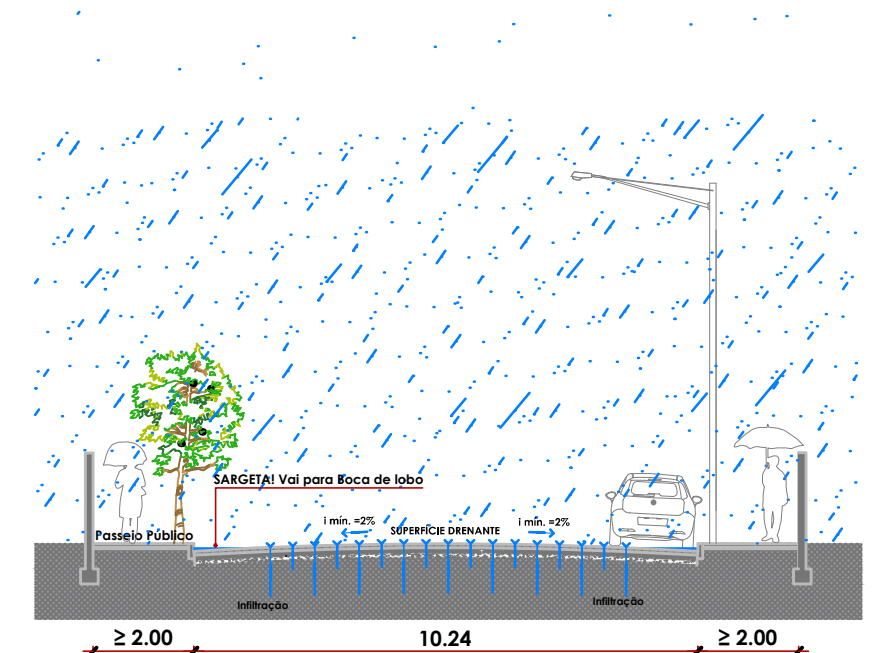 SARGETA! Vai para Boca de lobo
i mín. =2%
SUPERFÍCIE DRENANTE
i mín. =2%
Passeio Público
Infiltração
Infiltração
≥ 2.00
10.24
≥ 2.00